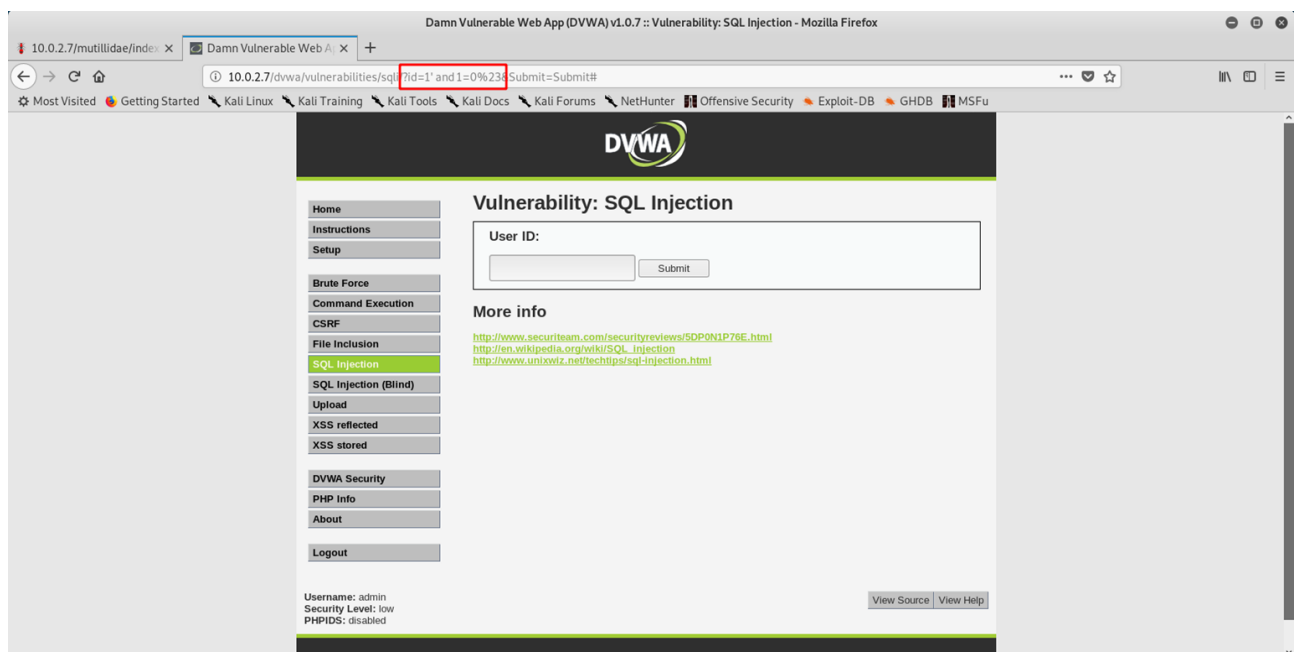 Damn Vulnerable Web App (DVWA) v1.0.7 :: Vulnerability: SQL Injection - Mozilla Firefox
10.0.2.7/mutillidae/index
Damn Vulnerable Web A
10.0.2.7/dvwa/vulnerabilities/sqli/?id=1' and 1=0%23&Submit=Submit#
Most Visited Getting Started Kali Linux Kali Training Kali Tools Kali Docs Kali Forums NetHunter Offensive Security Exploit-DB GHDB MSFu
DVWA
Home
Instructions
Setup
Brute Force
Command Execution
CSRF
File Inclusion
SQL Injection
SQL Injection (Blind)
Upload
XSS reflected
XSS stored
DVWA Security
PHP Info
About
Logout
Vulnerability: SQL Injection
User ID:
Submit
More info
http://www.securiteam.com/securityreviews/5DP0N1P76E.html
http://en.wikipedia.org/wiki/SQL_injection
http://www.unixwiz.net/techtips/sql-injection.html
Username: admin
Security Level: low
PHPIDS: disabled
View Source View Help